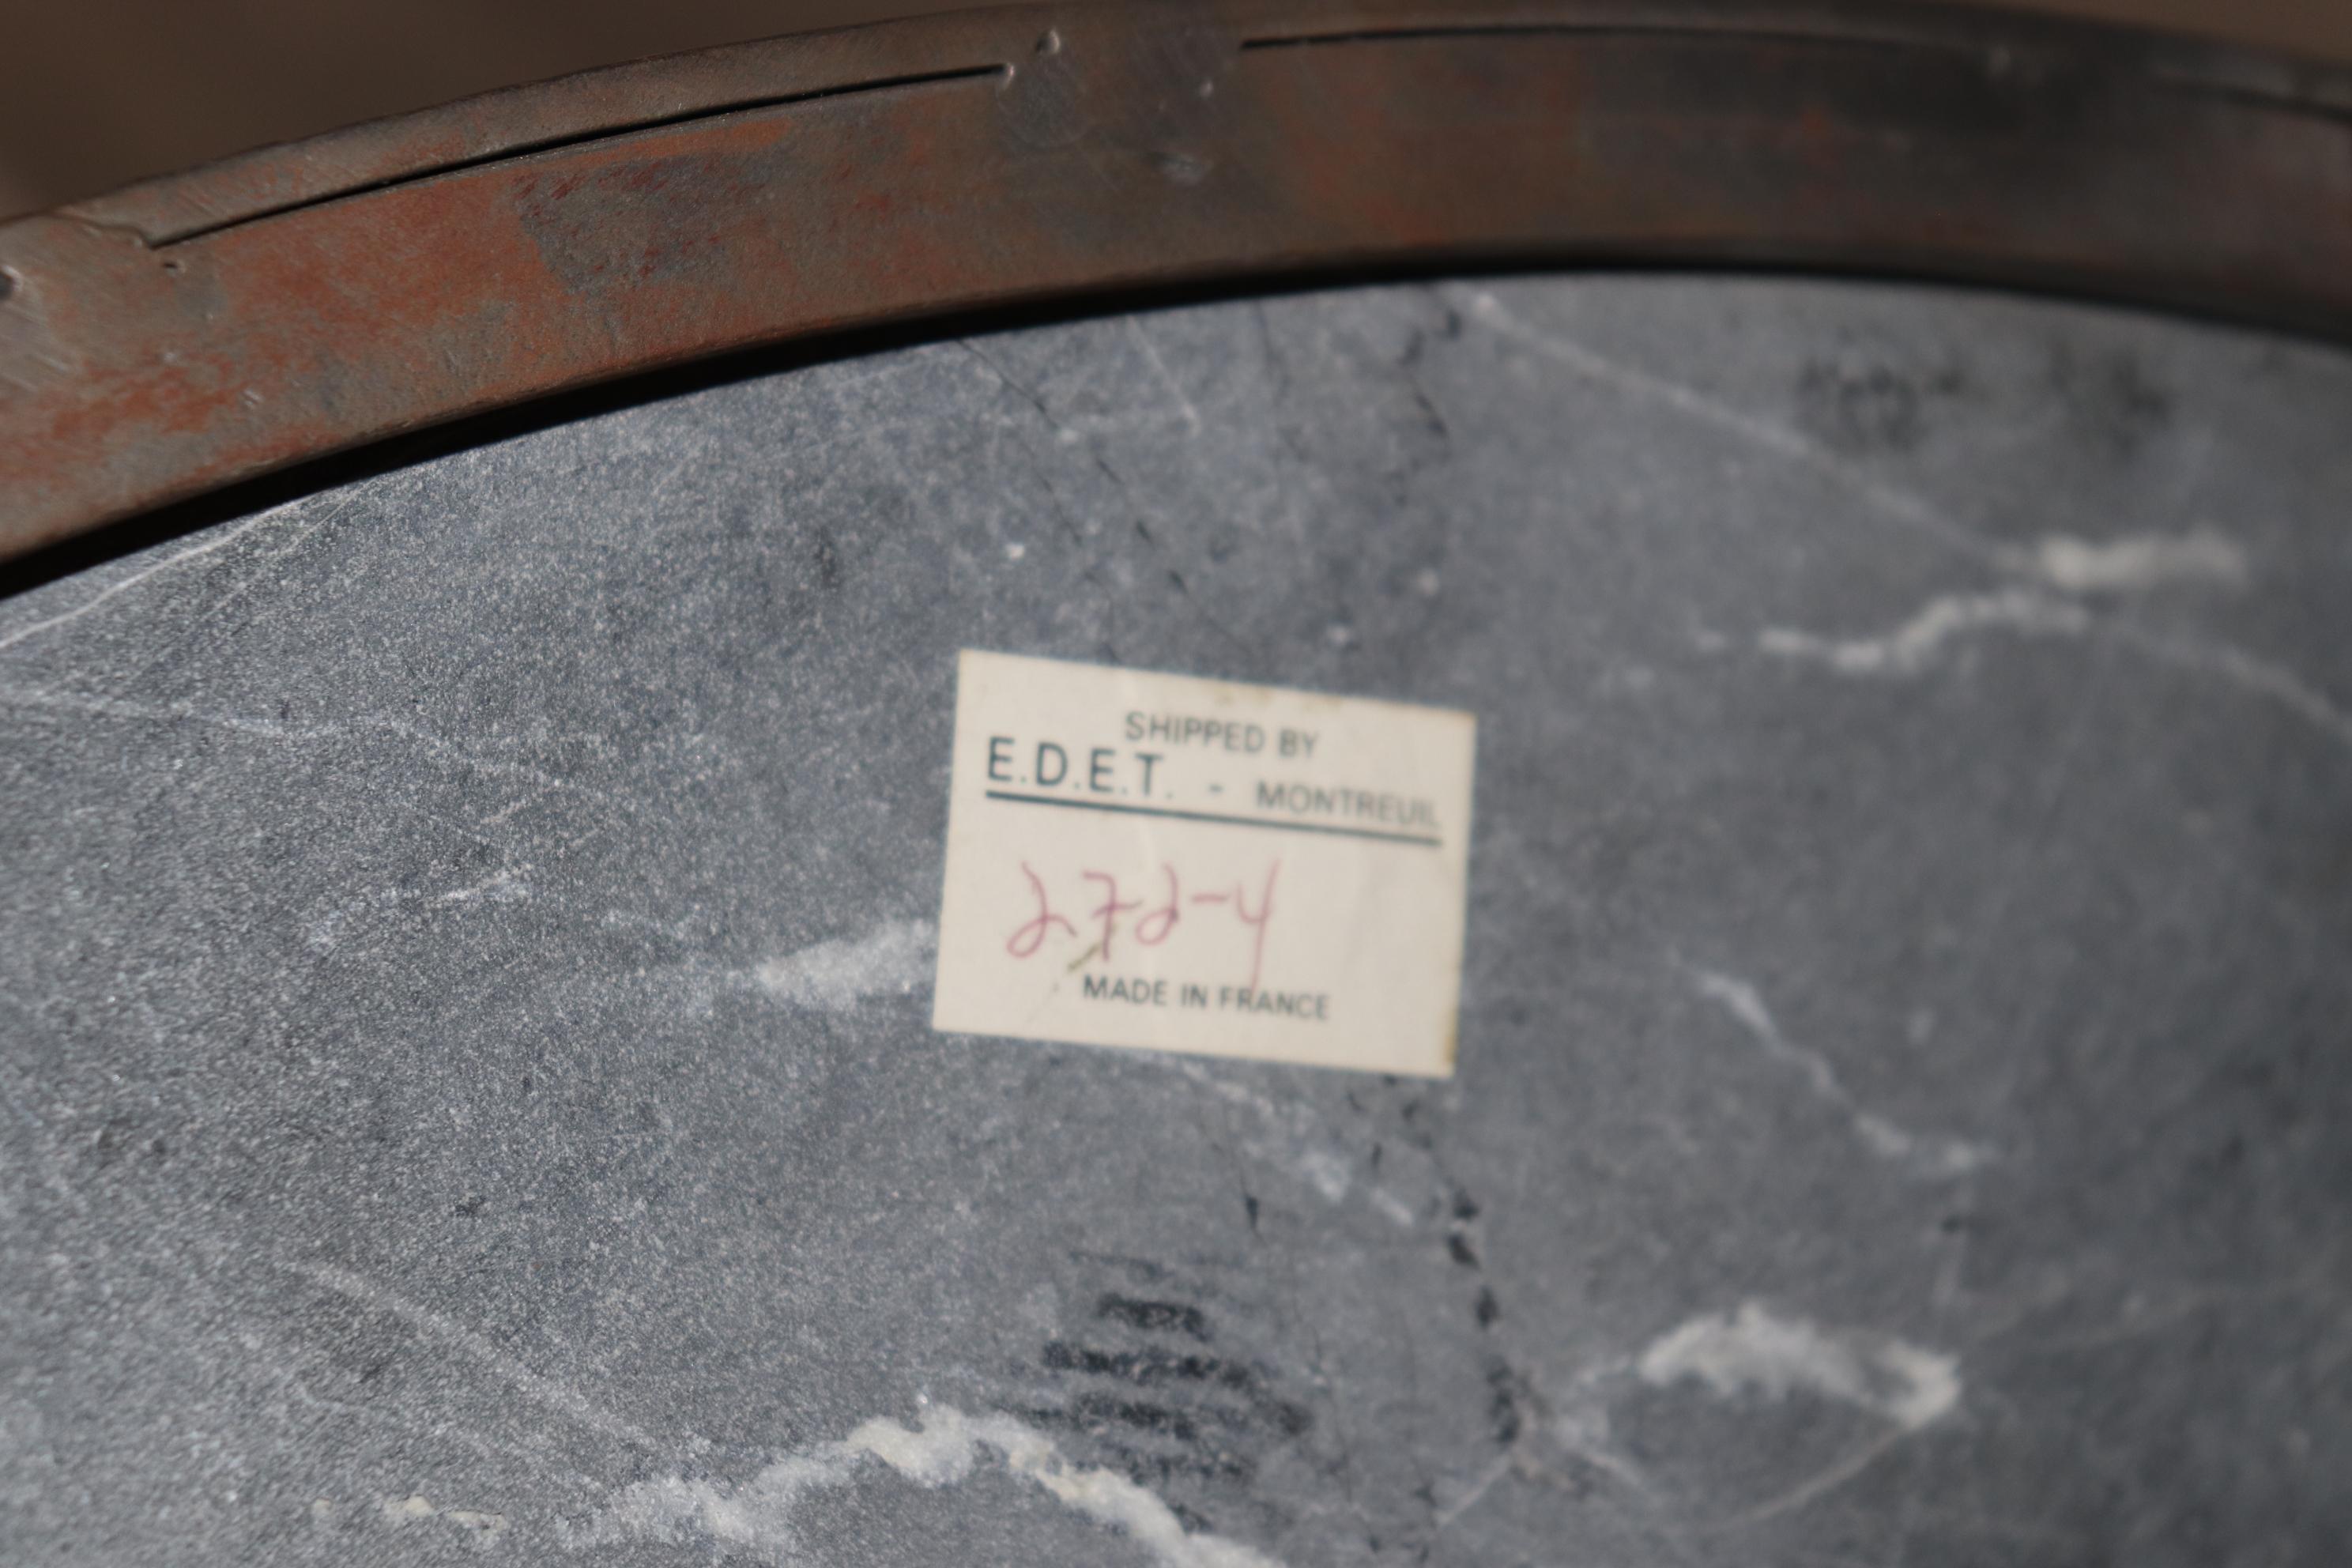 SHIPPED BY
E.D.E.T. - MONTREUIL
272-4
MADE IN FRANCE